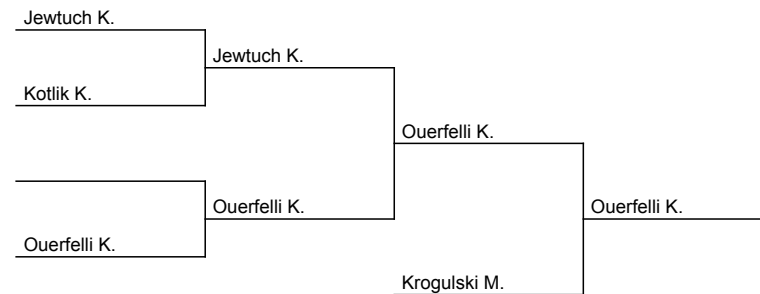 Jewtuch K.
Jewtuch K.
Kotlik K.
Ouerfelli K.
Ouerfelli K.
Ouerfelli K.
Ouerfelli K.
Krogulski M.